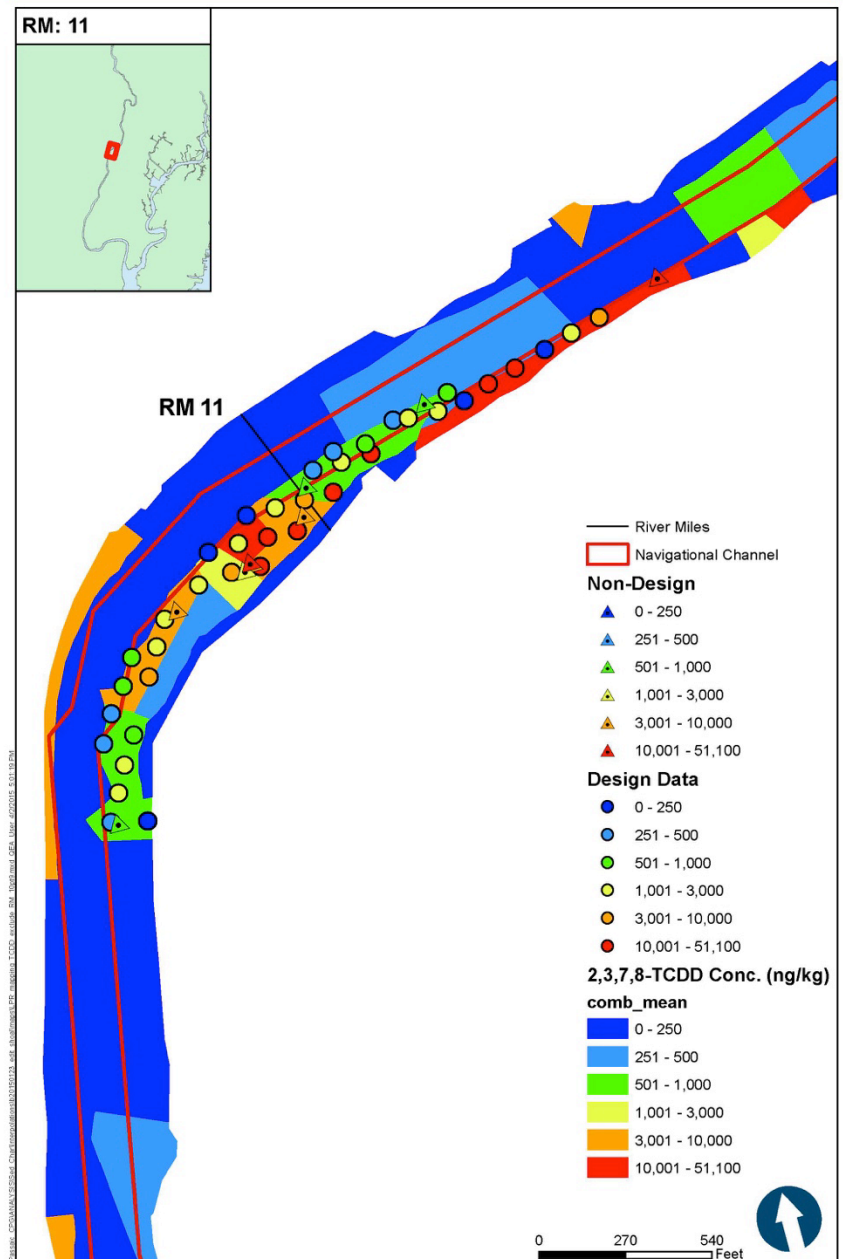 RM: 11
RM 11
River Miles
Navigational Channel
Non-Design
0 - 250
251 - 500
501 - 1,000
1,001 - 3,000
3,001 - 10,000
10,001 - 51,100
Design Data
0 - 250
251 - 500
501 - 1,000
1,001 - 3,000
3,001 - 10,000
10,001 - 51,100
2,3,7,8-TCDD Conc. (ng/kg)
comb_mean
0 - 250
251 - 500
501 - 1,000
1,001 - 3,000
3,001 - 10,000
10,001 - 51,100
0 270 540
Feet